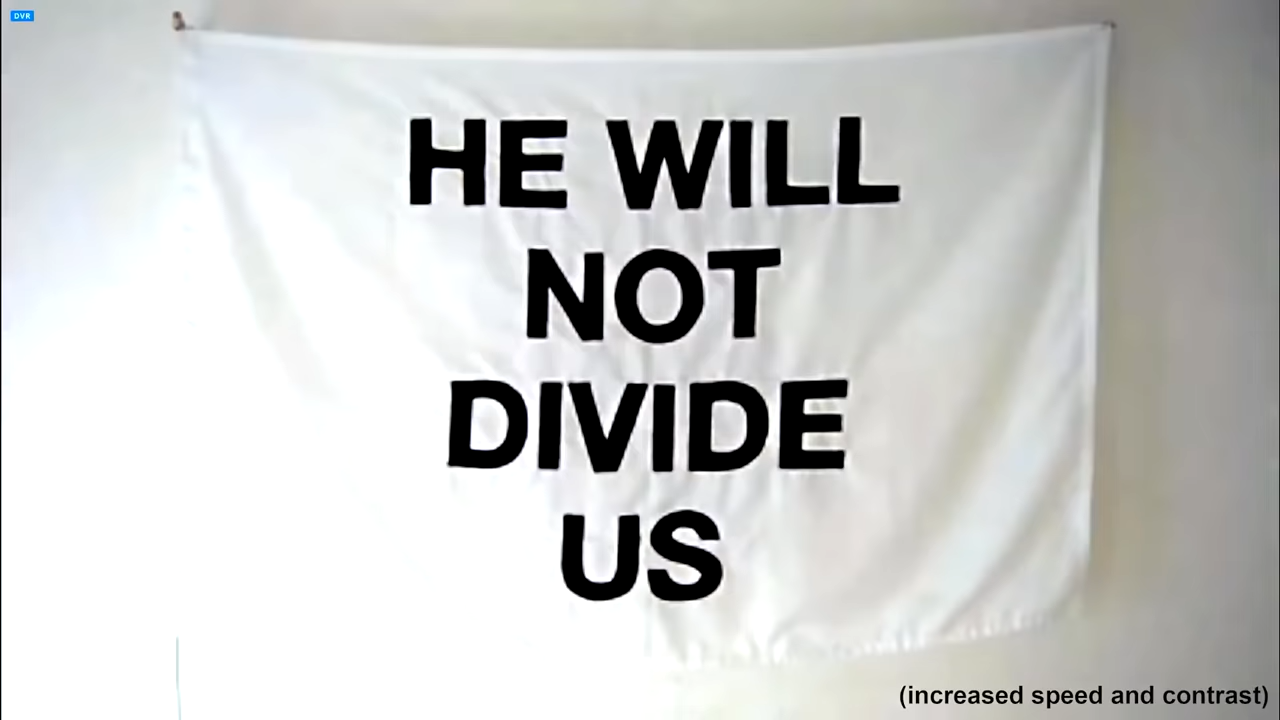 DVR
HE WILL
NOT
DIVIDE
US
(increased speed and contrast)